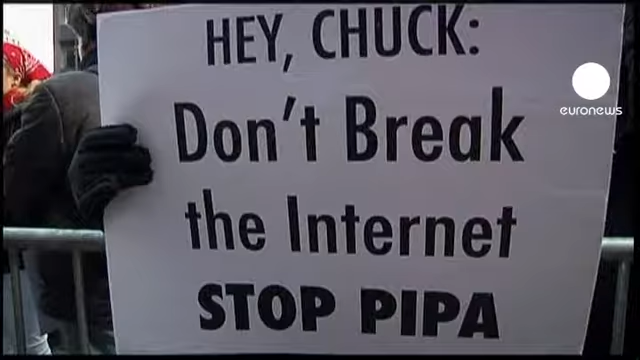 HEY, CHUCK:
Don't Break
the Internet
STOP PIPA
euronews